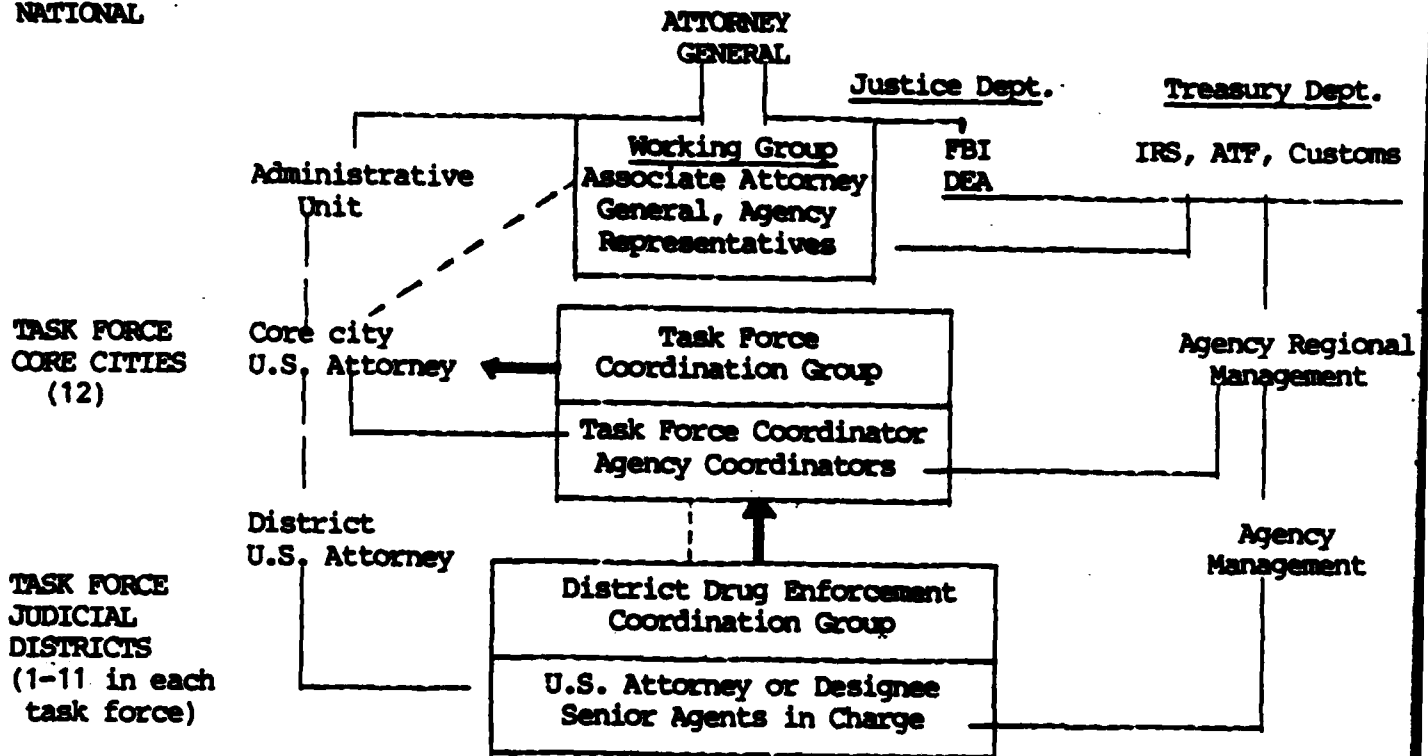 NATIONAL
ATTORNEY
GENERAL
Justice Dept.
Treasury Dept.
Working Group
Associate Attorney
General, Agency
Representatives
FBI
DEA
IRS, ATF, Customs
Administrative
Unit
TASK FORCE
CORE CITIES
(12)
Core city
U.S. Attorney
Task Force
Coordination Group
Task Force Coordinator
Agency Coordinators
Agency Regional
Management
District
U.S. Attorney
Agency
Management
TASK FORCE
JUDICIAL
DISTRICTS
(1-11 in each
task force)
District Drug Enforcement
Coordination Group
U.S. Attorney or Designee
Senior Agents in Charge